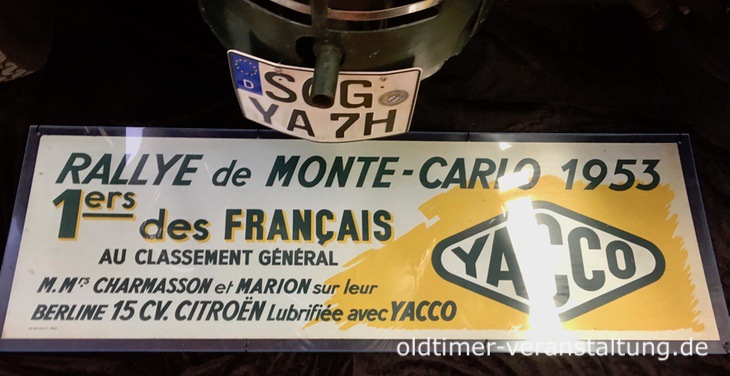 D
SOG
YA 7H
RALLYE de MONTE-CARLO 1953
1ers des FRANÇAIS
AU CLASSEMENT GÉNÉRAL
M.Mrs CHARMASSON et MARION sur leur
BERLINE 15 CV. CITROËN Lubrifiée avec YACCO
YACCO
oldtimer-veranstaltung.de